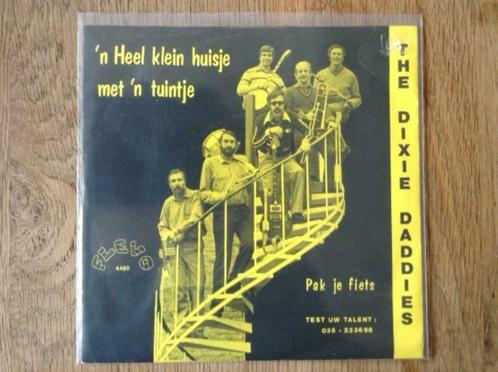 'n Heel klein huisje
met 'n tuintje
THE DIXIE DADDIES
FLEVO
4480
Pak je fiets
TEST UW TALENT:
035 - 233698